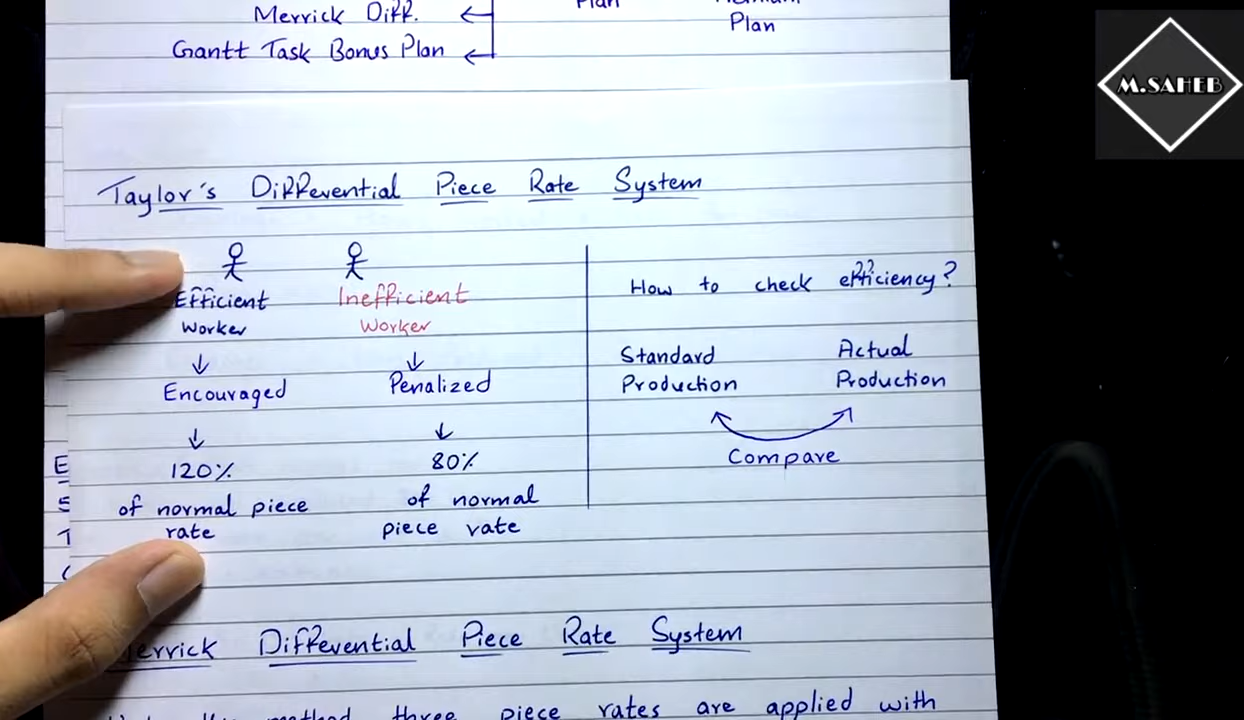 Merrick Diff.
Plan
Plan
Gantt Task Bonus Plan
M.SAHEB
Taylor's Differential Piece Rate System
Efficient
Worker
Inefficient
Worker
How to check efficiency?
Encouraged
Penalized
Standard
Production
Actual
Production
Compare
120%
of normal piece
rate
80%
of normal
piece rate
E
Merrick Differential Piece Rate System
method three piece rates are applied with